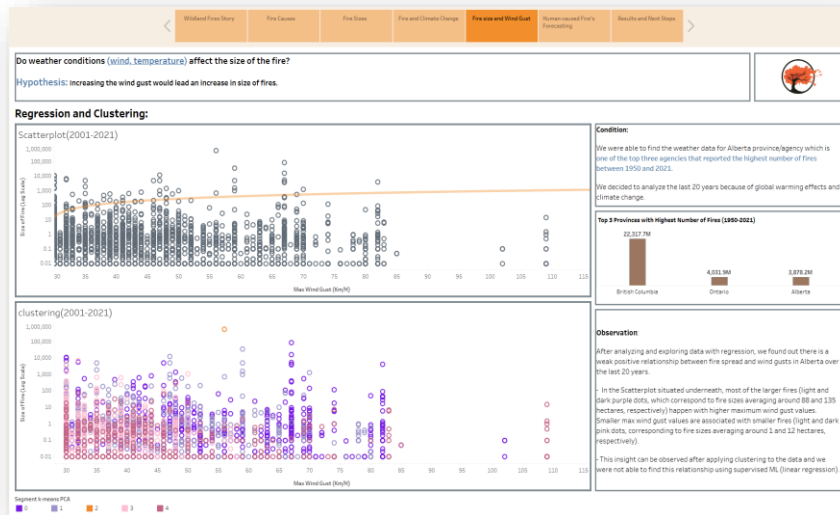 Wildland Fires Story
Fire Causes
Fire Sizes
Fire and Climate Change
Fire size and Wind Gust
Human-caused Fire's
Forecasting
Results and Next Steps
Do weather conditions (wind, temperature) affect the size of the fire?
Hypothesis: Increasing the wind gust would lead an increase in size of fires.
Regression and Clustering:
Scatterplot(2001-2021)
1,000,000
100,000
10,000
1,000
100
10
1
0.1
0.01
Size of Fire (Log Scale)
30 35 40 45 50 55 60 65 70 75 80 85 90 95 100 105 110 115
Max Wind Gust (Km/H)
clustering(2001-2021)
1,000,000
100,000
10,000
1,000
100
10
1
0.1
0.01
Size of Fire (Log Scale)
30 35 40 45 50 55 60 65 70 75 80 85 90 95 100 105 110 115
Max Wind Gust (Km/H)
Segment k-means PCA
0 1 2 3 4
Condition:
We were able to find the weather data for Alberta province/agency which is
one of the top three agencies that reported the highest number of fires
between 1950 and 2021.
We decided to analyze the last 20 years because of global warming effects and
climate change.
Top 3 Provinces with Highest Number of Fires (1950-2021)
22,317.7M
4,031.9M
3,878.2M
British Columbia
Ontario
Alberta
Observation:
After analyzing and exploring data with regression, we found out there is a
weak positive relationship between fire spread and wind gusts in Alberta over
the last 20 years.
- In the Scatterplot situated underneath, most of the larger fires (light and
dark purple dots, which correspond to fire sizes averaging around 88 and 135
hectares, respectively) happen with higher maximum wind gust values.
Smaller max wind gust values are associated with smaller fires (light and dark
pink dots, corresponding to fire sizes averaging around 1 and 12 hectares,
respectively).
- This insight can be observed after applying clustering to the data and we
were not able to find this relationship using supervised ML (linear regression).